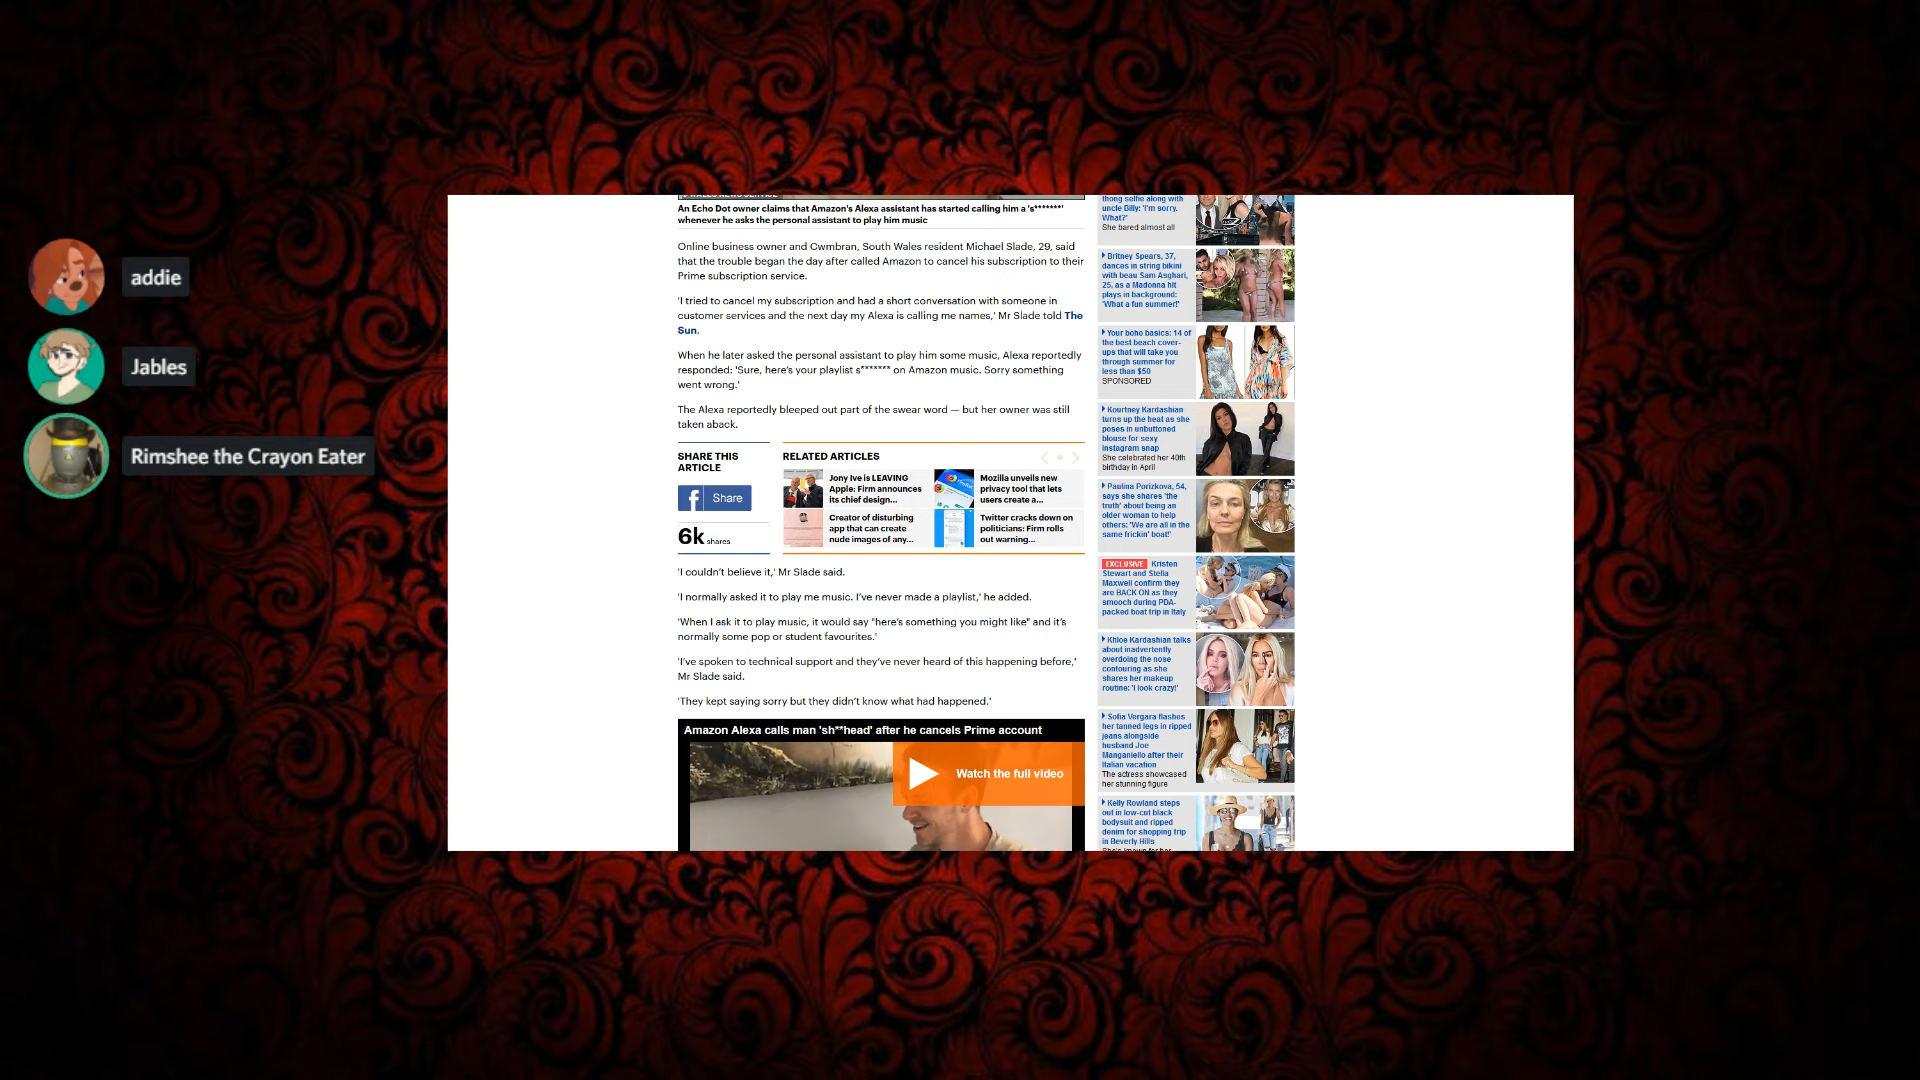 addie
Jables
Rimshee the Crayon Eater
An Echo Dot owner claims that Amazon's Alexa assistant has started calling him a 's*******'
whenever he asks the personal assistant to play him music
Online business owner and Cwmbran, South Wales resident Michael Slade, 29, said
that the trouble began the day after called Amazon to cancel his subscription to their
Prime subscription service.
'I tried to cancel my subscription and had a short conversation with someone in
customer services and the next day my Alexa is calling me names,' Mr Slade told The
Sun.
When he later asked the personal assistant to play him some music, Alexa reportedly
responded: 'Sure, here's your playlist s******* on Amazon music. Sorry something
went wrong.'
The Alexa reportedly bleeped out part of the swear word — but her owner was still
taken aback.
SHARE THIS
ARTICLE
Share
6k shares
RELATED ARTICLES
Jony Ive is LEAVING
Apple: Firm announces
its chief design...
Mozilla unveils new
privacy tool that lets
users create a...
Creator of disturbing
app that can create
nude images of any...
Twitter cracks down on
politicians: Firm rolls
out warning...
'I couldn't believe it,' Mr Slade said.
'I normally asked it to play me music. I've never made a playlist,' he added.
'When I ask it to play music, it would say "here's something you might like" and it's
normally some pop or student favourites.'
'I've spoken to technical support and they've never heard of this happening before,'
Mr Slade said.
'They kept saying sorry but they didn't know what had happened.'
Amazon Alexa calls man 'sh**head' after he cancels Prime account
Watch the full video
thong selfie along with
uncle Billy: 'I'm sorry.
What?'
She bared almost all
Britney Spears, 37,
dances in string bikini
with beau Sam Asghari,
25, as a Madonna hit
plays in background:
'What a fun summer!'
Your boho basics: 14 of
the best beach cover-
ups that will take you
through summer for
less than $50
SPONSORED
Kourtney Kardashian
turns up the heat as she
poses in unbuttoned
blouse for sexy
Instagram snap
She celebrated her 40th
birthday in April
Paulina Porizkova, 54,
says she shares 'the
truth' about being an
older woman to help
others: 'We are all in the
same frickin' boat!'
EXCLUSIVE Kristen
Stewart and Stella
Maxwell confirm they
are BACK ON as they
smooch during PDA-
packed boat trip in Italy
Khloe Kardashian talks
about inadvertently
overdoing the nose
contouring as she
shares her makeup
routine: 'I look crazy!'
Sofia Vergara flashes
her tanned legs in ripped
jeans alongside
husband Joe
Manganiello after their
Italian vacation
The actress showcased
her stunning figure
Kelly Rowland steps
out in low-cut black
bodysuit and ripped
denim for shopping trip
in Beverly Hills